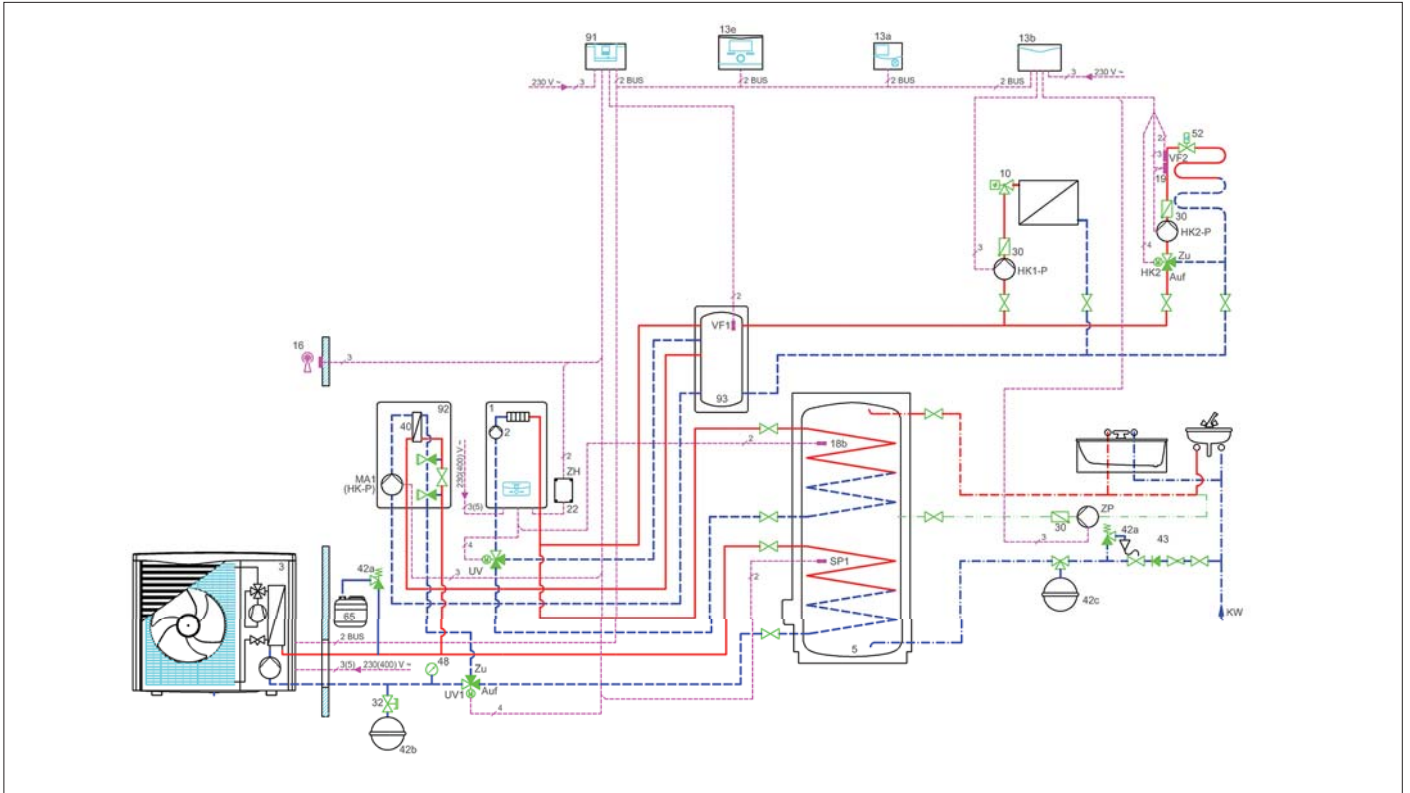 91
13e
13a
13b
230 V ~
3
2 BUS
2 BUS
2 BUS
2 BUS
3
230 V ~
2
52
3
VF2
19
10
30
HK2-P
3
30
HK1-P
4
Zu
HK2
Auf
2
VF1
16
3
93
92
1
40
2
230(400) V ~
2
18b
2
ZH
MA1
(HK-P)
3(5)
22
ZP
30
42a
43
4
3
UV
3
SP1
2
42a
3
65
42c
KW
5
2 BUS
3(5)
230(400) V ~
48
Zu
Auf
UV1
32
4
42b